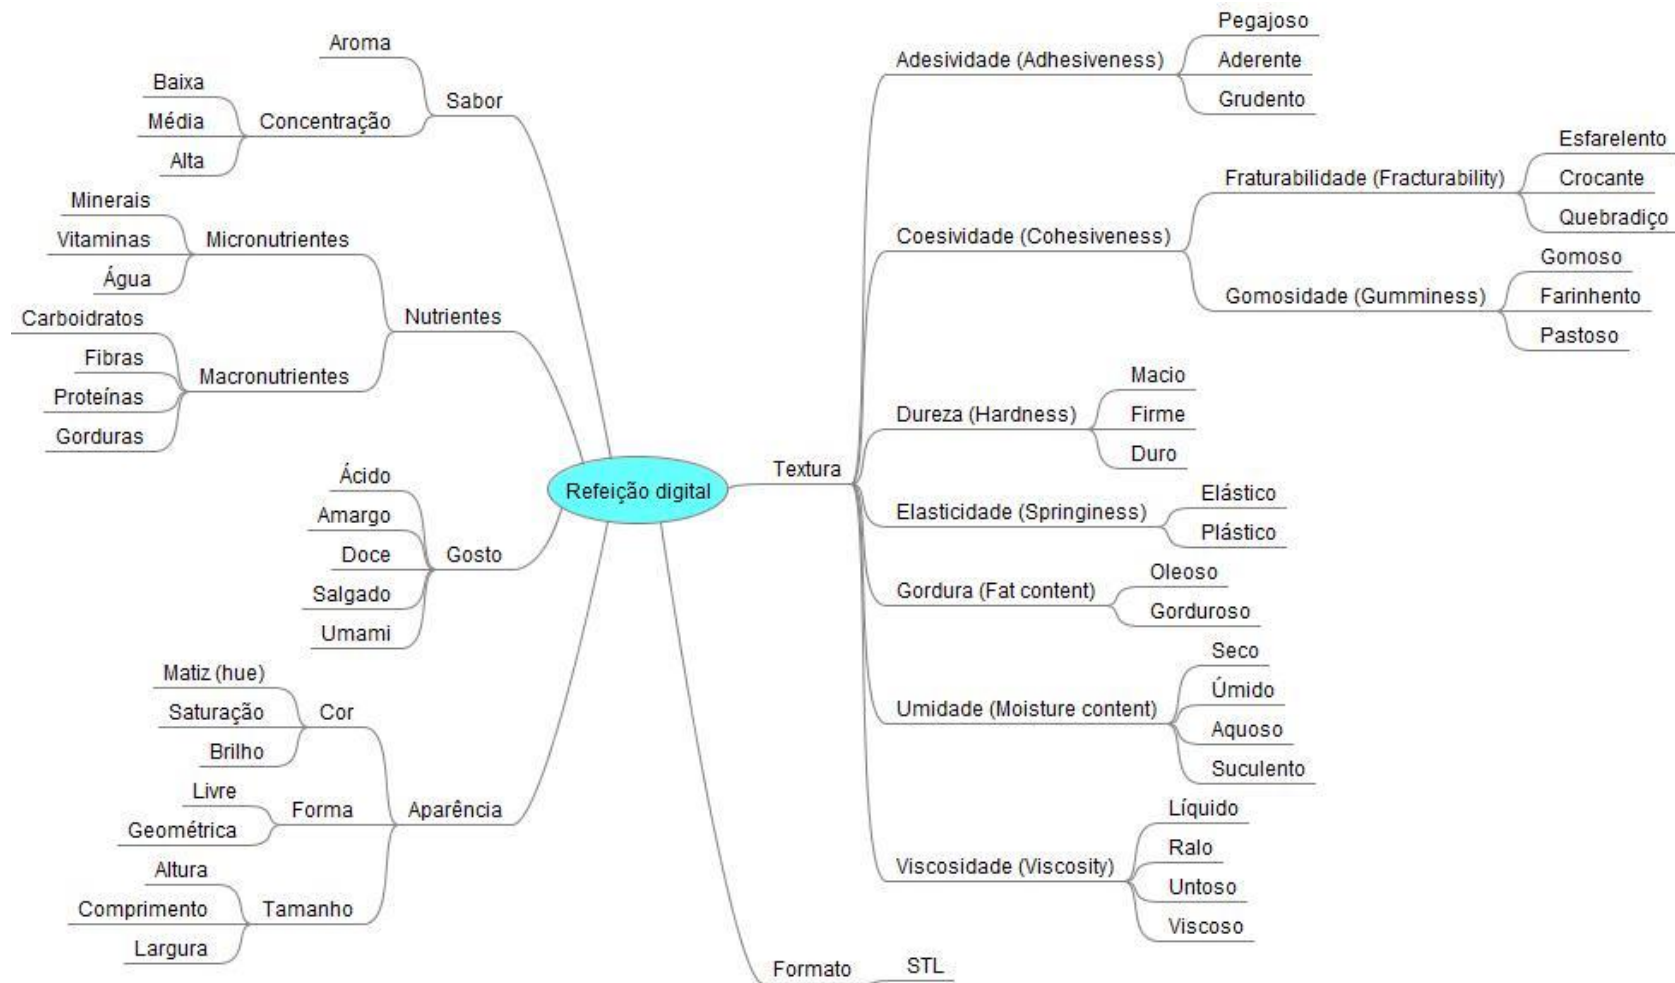 Aroma
Sabor
Baixa
Média
Alta
Concentração
Minerais
Vitaminas
Água
Micronutrientes
Nutrientes
Carboidratos
Fibras
Proteínas
Gorduras
Macronutrientes
Ácido
Amargo
Doce
Salgado
Umami
Gosto
Matiz (hue)
Saturação
Brilho
Cor
Livre
Geométrica
Forma
Aparência
Altura
Comprimento
Largura
Tamanho
Refeição digital
Textura
Adesividade (Adhesiveness)
Pegajoso
Aderente
Grudento
Coesividade (Cohesiveness)
Fraturabilidade (Fracturability)
Esfarelento
Crocante
Quebradiço
Gomosidade (Gumminess)
Gomoso
Farinhento
Pastoso
Dureza (Hardness)
Macio
Firme
Duro
Elasticidade (Springiness)
Elástico
Plástico
Gordura (Fat content)
Oleoso
Gorduroso
Umidade (Moisture content)
Seco
Úmido
Aquoso
Suculento
Viscosidade (Viscosity)
Líquido
Ralo
Untoso
Viscoso
Formato
STL